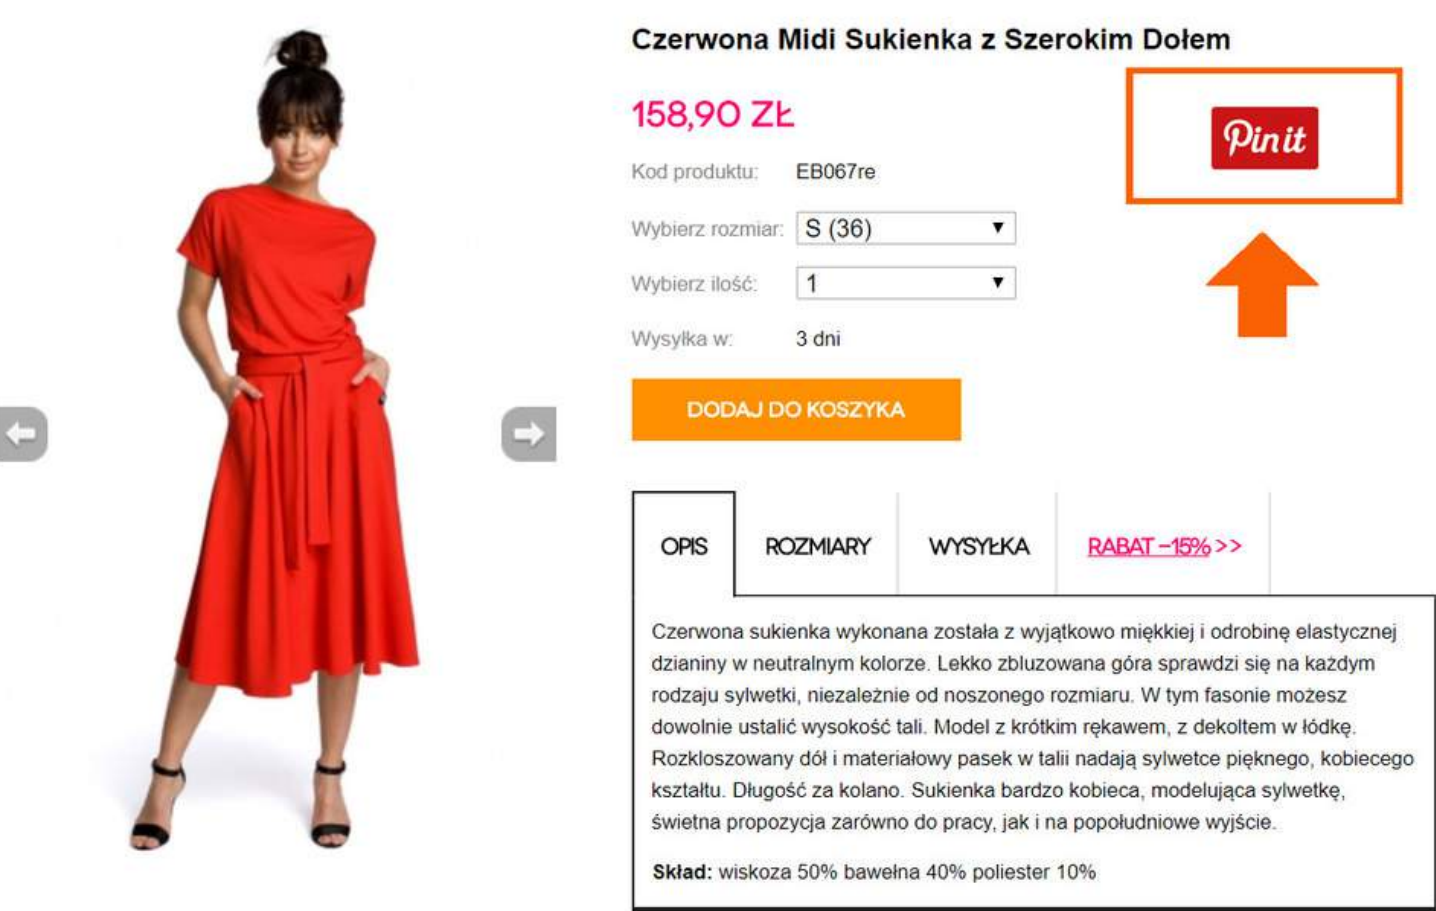 Czerwona Midi Sukienka z Szerokim Dołem
158,90 ZŁ
Pinit
Kod produktu: EB067re
Wybierz rozmiar: S (36)
Wybierz ilość: 1
Wysyłka w: 3 dni
DODAJ DO KOSZYKA
OPIS ROZMIARY WYSYŁKA RABAT -15% >>
Czerwona sukienka wykonana została z wyjątkowo miękkiej i odrobinę elastycznej
dzianiny w neutralnym kolorze. Lekko zbluzowana góra sprawdzi się na każdym
rodzaju sylwetki, niezależnie od noszonego rozmiaru. W tym fasonie możesz
dowolnie ustalić wysokość tali. Model z krótkim rękawem, z dekoltem w łódkę.
Rozkloszowany dół i materiałowy pasek w talii nadają sylwetce pięknego, kobiecego
kształtu. Długość za kolano. Sukienka bardzo kobieca, modelująca sylwetkę,
świetna propozycja zarówno do pracy, jak i na popołudniowe wyjście.
Skład: wiskoza 50% bawełna 40% poliester 10%